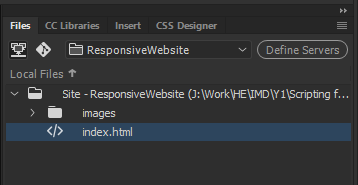 Files CC Libraries Insert CSS Designer
ResponsiveWebsite Define Servers
Local Files
Site - ResponsiveWebsite (J:\Work\HE\IMD\Y1\Scripting f...
images
index.html